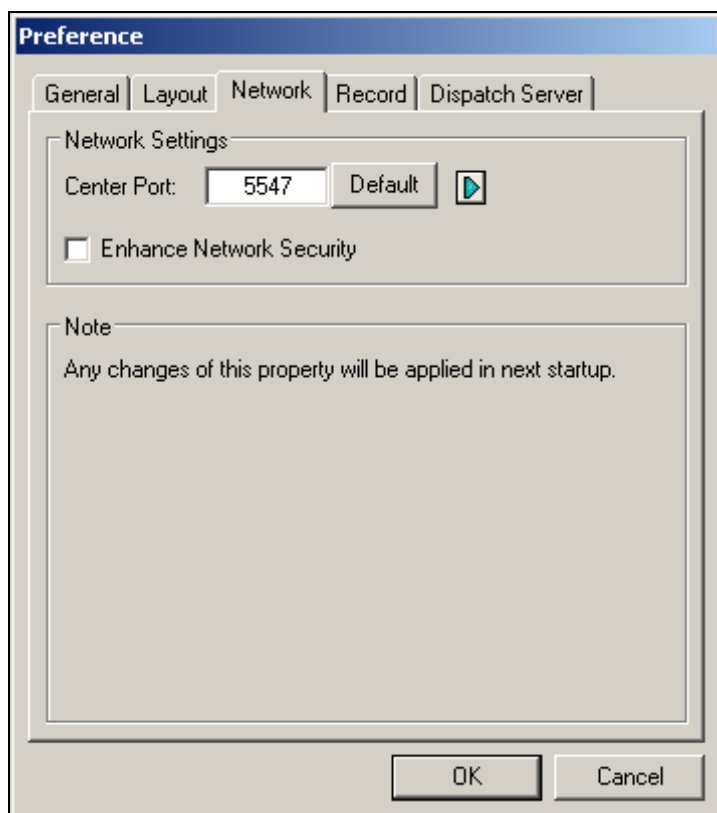 Preference
General Layout Network Record Dispatch Server
Network Settings
Center Port: 5547 Default
Enhance Network Security
Note
Any changes of this property will be applied in next startup.
OK Cancel